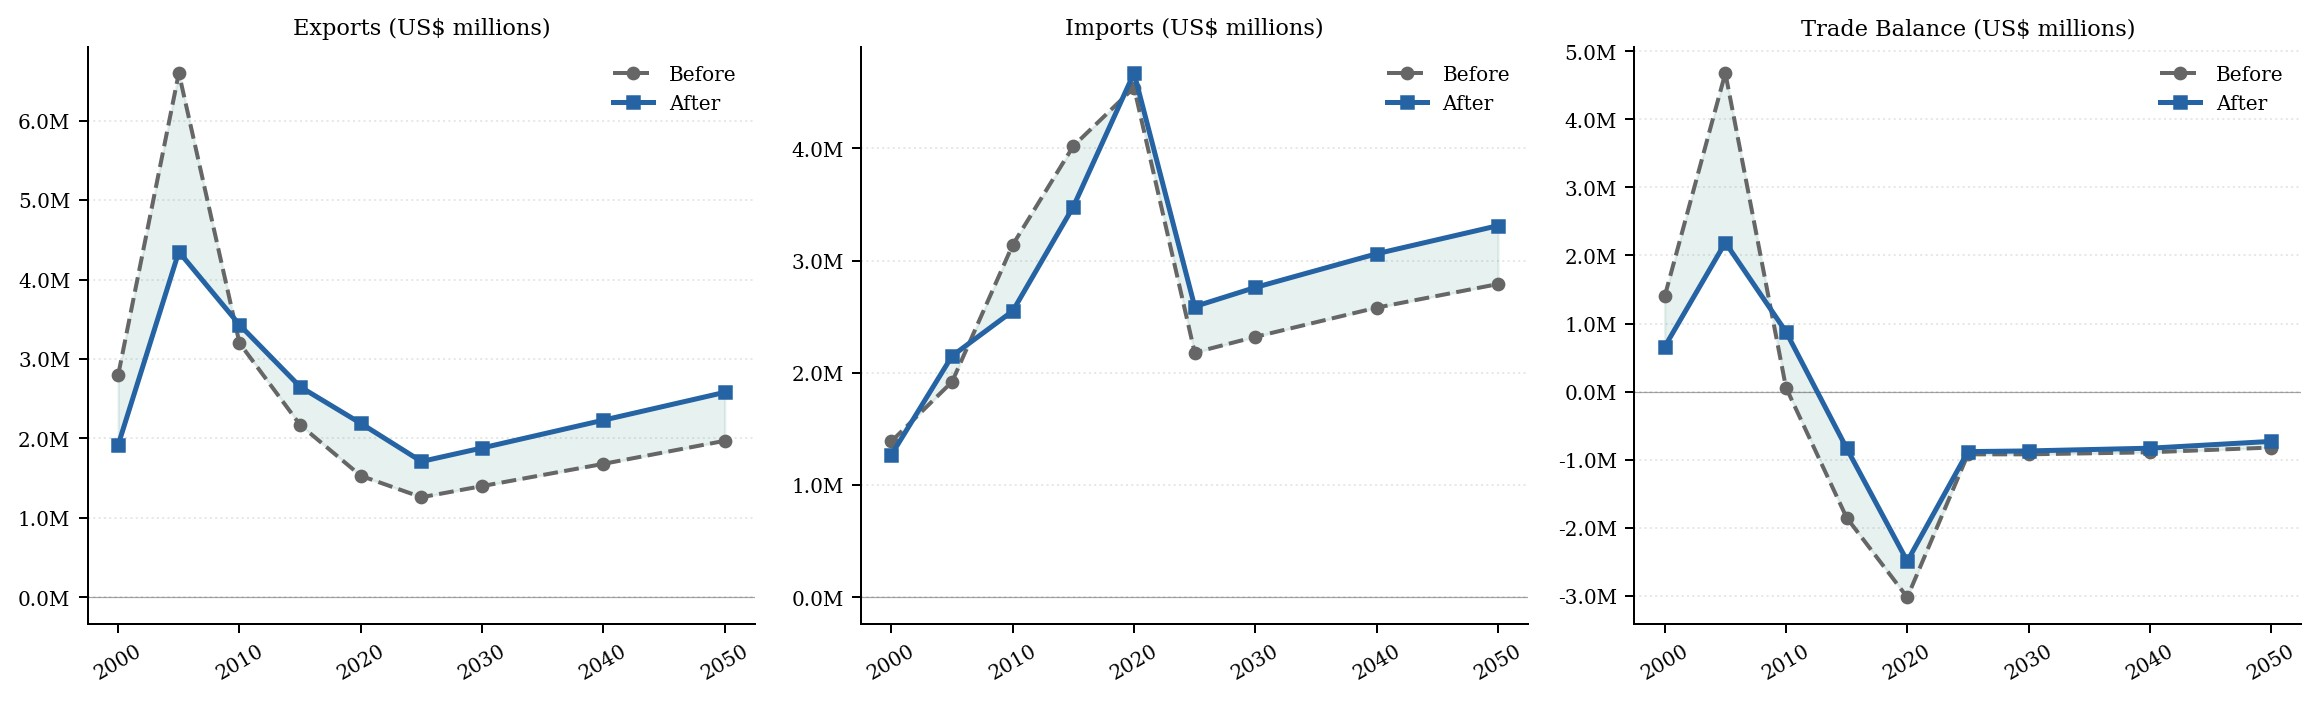 Exports (US$ millions)
Before
After
6.0M
5.0M
4.0M
3.0M
2.0M
1.0M
0.0M
2000
2010
2020
2030
2040
2050
Imports (US$ millions)
Before
After
4.0M
3.0M
2.0M
1.0M
0.0M
2000
2010
2020
2030
2040
2050
Trade Balance (US$ millions)
Before
After
5.0M
4.0M
3.0M
2.0M
1.0M
0.0M
-1.0M
-2.0M
-3.0M
2000
2010
2020
2030
2040
2050